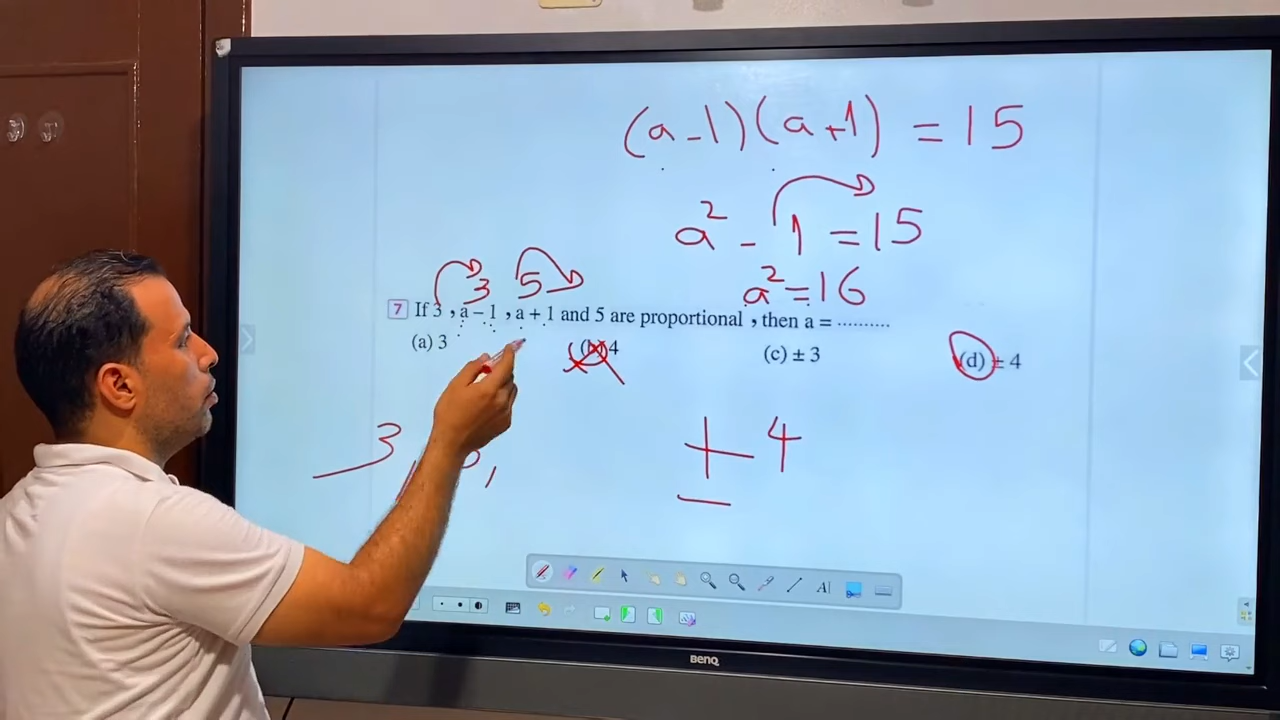 (a-1)(a+1) = 15
a² - 1 = 15
a² = 16
3 5
7 If 3 , a – 1 , a + 1 and 5 are proportional , then a = ..........
(a) 3 (b) 4 (c) ± 3 (d) ± 4
3, ,
± 4
A
BenQ